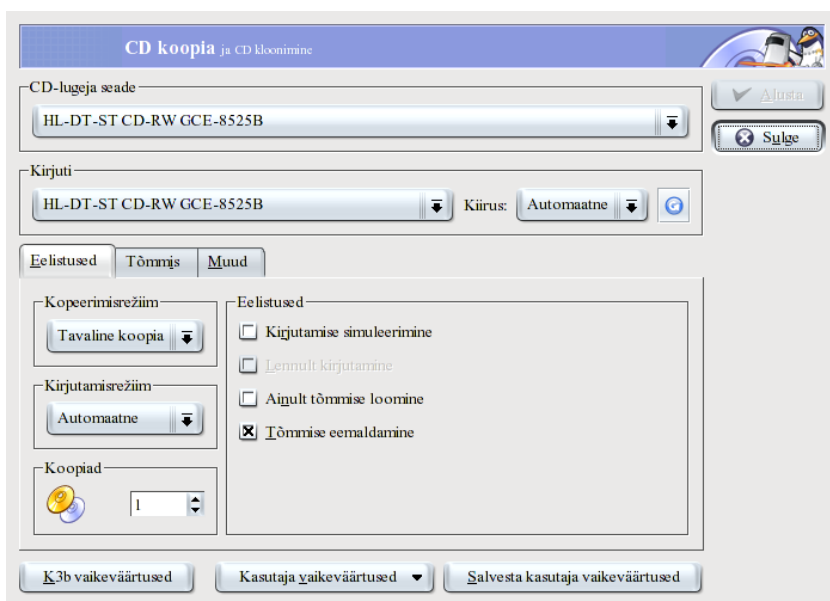 CD koopia ja CD kloonimine
CD-lugeja seade
HL-DT-ST CD-RW GCE-8525B
Alusta
Sulge
Kirjuti
HL-DT-ST CD-RW GCE-8525B
Kiirus: Automaatne
Eelistused Tõmmis Muud
Kopeerimisrežiim
Tavaline koopia
Kirjutamisrežiim
Automaatne
Koopiad
1
Eelistused
Kirjutamise simuleerimine
Lennult kirjutamine
Ainult tõmmise loomine
Tõmmise eemaldamine
K3b vaikeväärtused Kasutaja vaikeväärtused Salvesta kasutaja vaikeväärtused